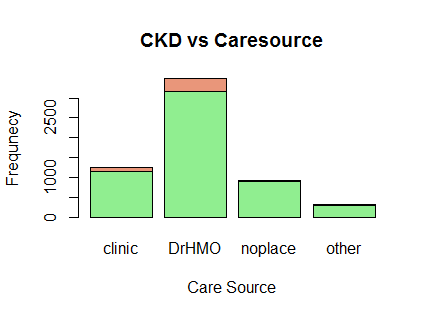 CKD vs Caresource
Frequnecy
2500
1000
0
clinic DrHMO noplace other
Care Source